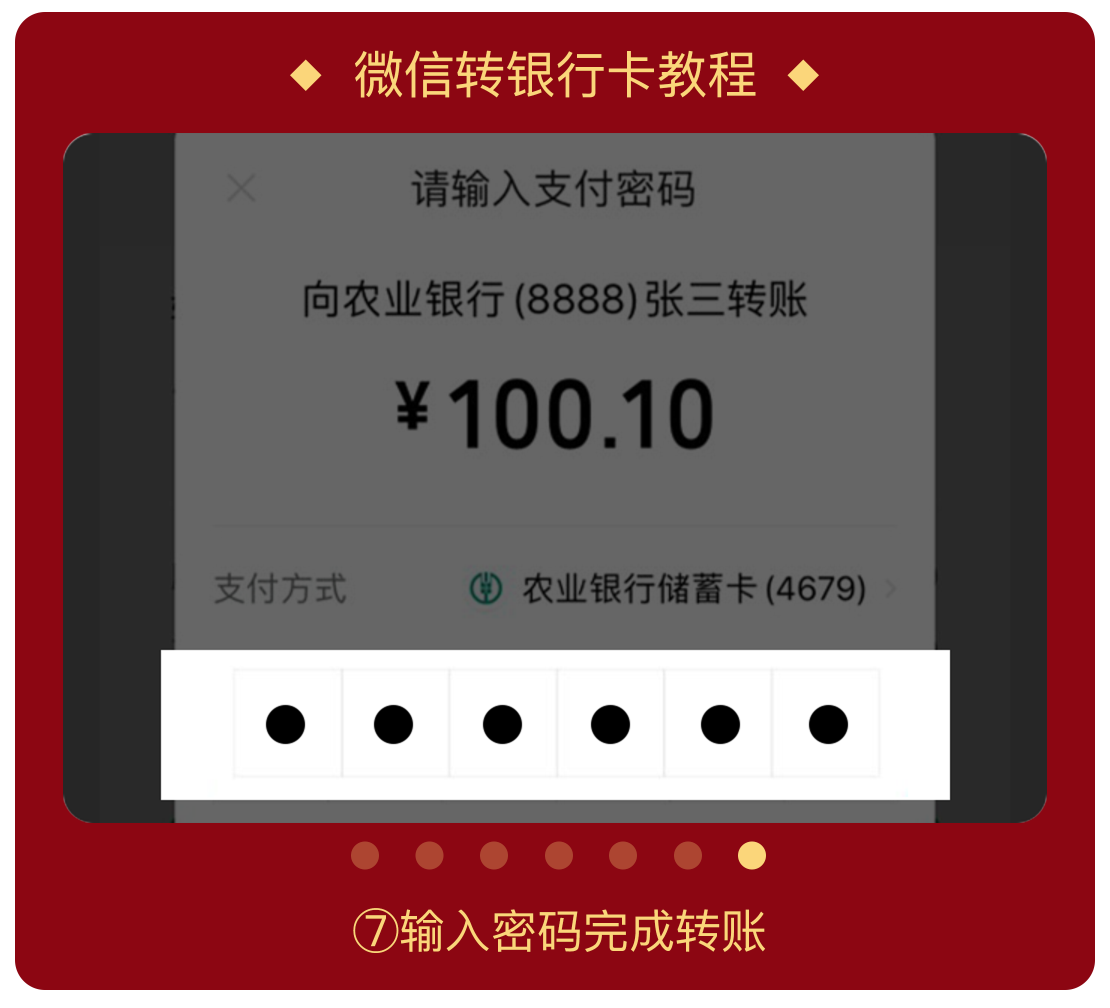 ◆ 微信转银行卡教程 ◆
请输入支付密码
向农业银行(8888)张三转账
¥100.10
支付方式 农业银行储蓄卡(4679)
⑦输入密码完成转账